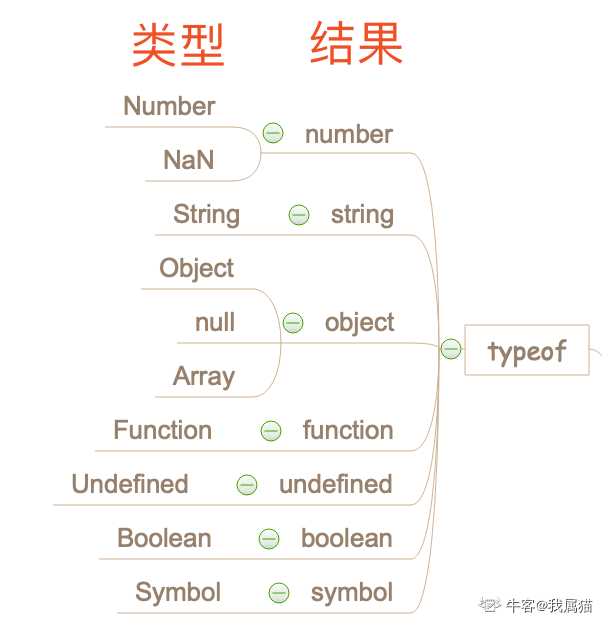 类型 结果
Number
number
NaN
String string
Object
null object
Array
typeof
Function function
Undefined undefined
Boolean boolean
Symbol symbol
牛客@我属猫